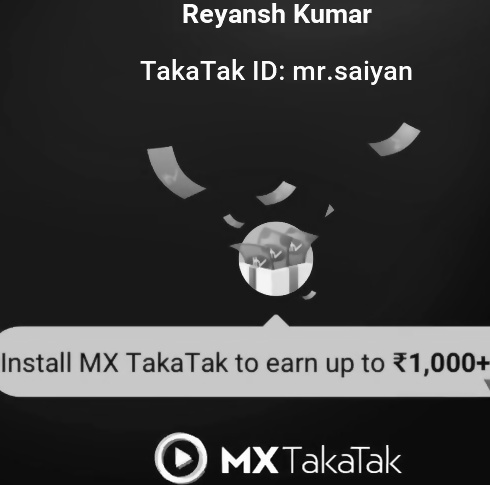 Reyansh Kumar
TakaTak ID: mr.saiyan
Install MX TakaTak to earn up to ₹1,000+
MX TakaTak